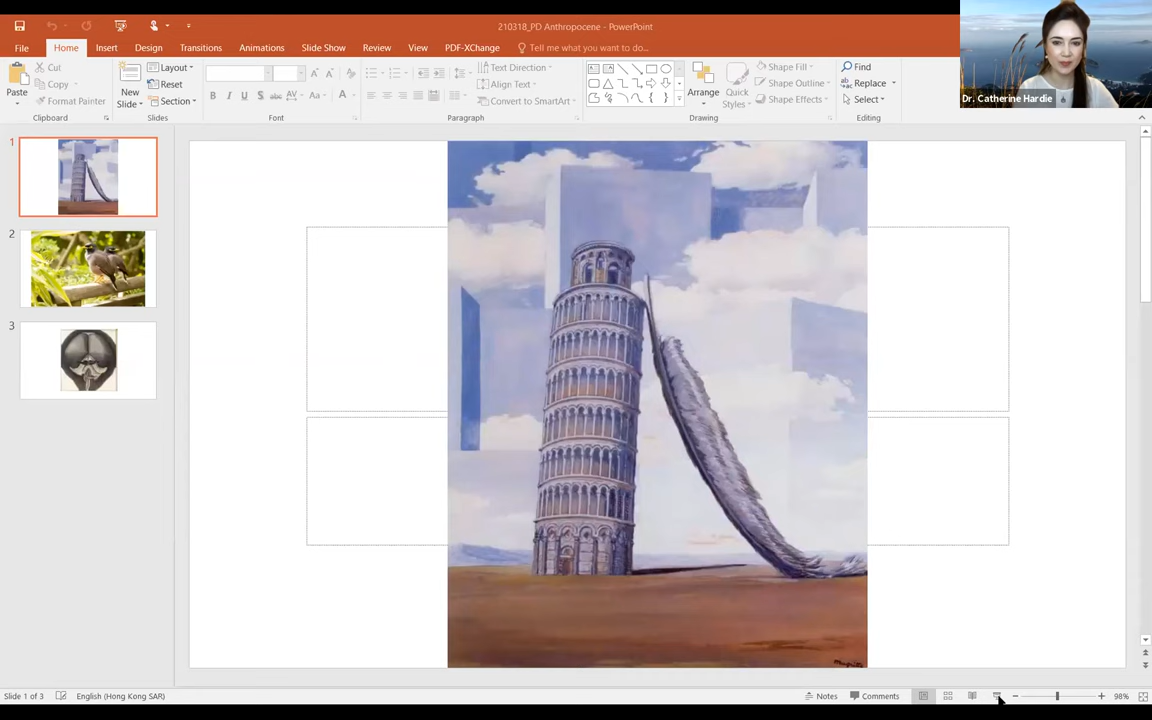 210318_PD Anthropocene - PowerPoint
File Home Insert Design Transitions Animations Slide Show Review View PDF-XChange Tell me what you want to do...
Paste
Cut
Copy
Format Painter
Clipboard
New
Slide
Layout
Reset
Section
Slides
B I U S abc AV Aa A
Font
Text Direction
Align Text
Convert to SmartArt
Paragraph
Arrange
Quick
Styles
Shape Fill
Shape Outline
Shape Effects
Drawing
Find
Replace
Select
Editing
Dr. Catherine Hardie
1
2
3
Slide 1 of 3 English (Hong Kong SAR) Notes Comments 98%